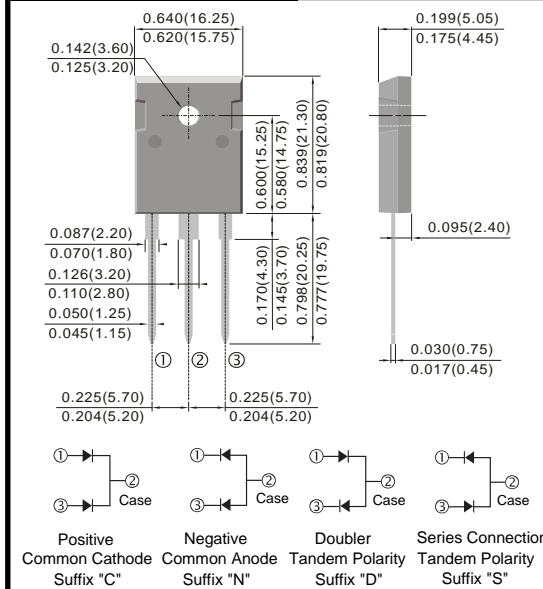 0.640(16.25)
0.620(15.75)
0.142(3.60)
0.125(3.20)
0.199(5.05)
0.175(4.45)
0.600(15.25)
0.580(14.75)
0.839(21.30)
0.819(20.80)
0.087(2.20)
0.070(1.80)
0.126(3.20)
0.110(2.80)
0.050(1.25)
0.045(1.15)
0.170(4.30)
0.145(3.70)
0.798(20.25)
0.777(19.75)
0.095(2.40)
0.030(0.75)
0.017(0.45)
① ② ③
0.225(5.70)
0.204(5.20)
0.225(5.70)
0.204(5.20)
①
②
Case
③
Positive
Common Cathode
Suffix "C"
①
②
Case
③
Negative
Common Anode
Suffix "N"
①
②
Case
③
Doubler
Tandem Polarity
Suffix "D"
①
②
Case
③
Series Connection
Tandem Polarity
Suffix "S"